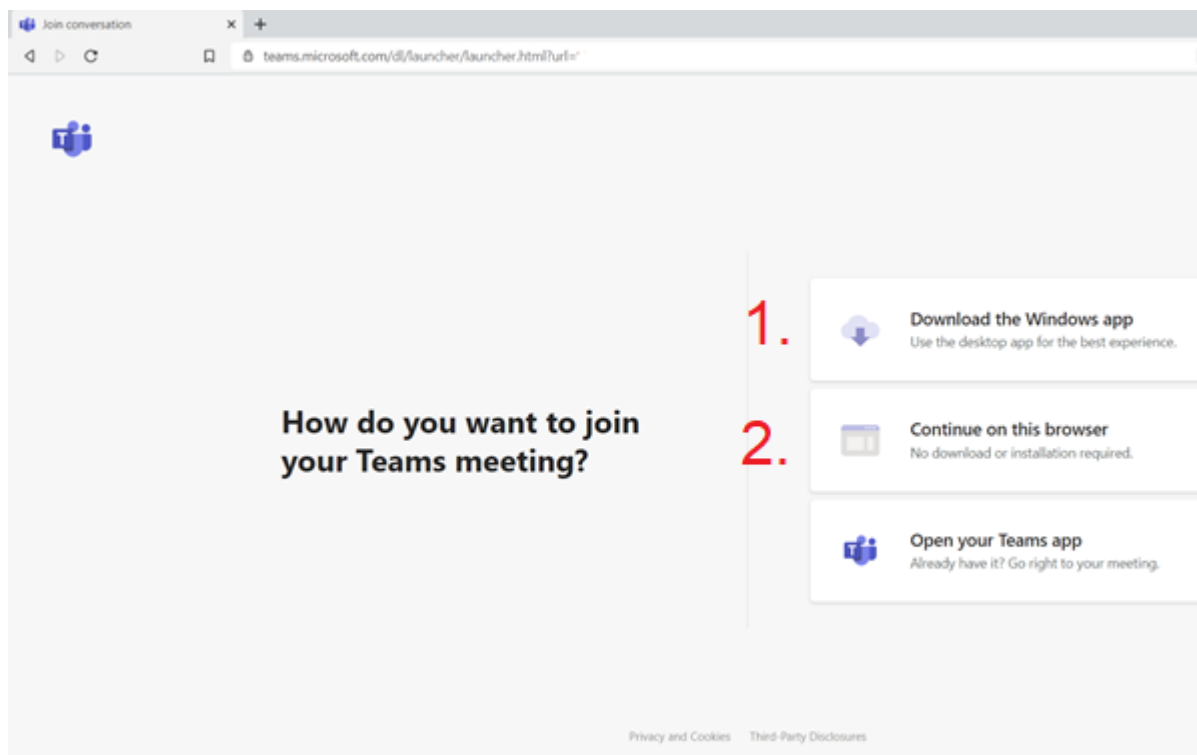 Join conversation
teams.microsoft.com/dl/launcher/launcher.html?url='
1.
Download the Windows app
Use the desktop app for the best experience.
How do you want to join
your Teams meeting?
2.
Continue on this browser
No download or installation required.
Open your Teams app
Already have it? Go right to your meeting.
Privacy and Cookies Third-Party Disclosures